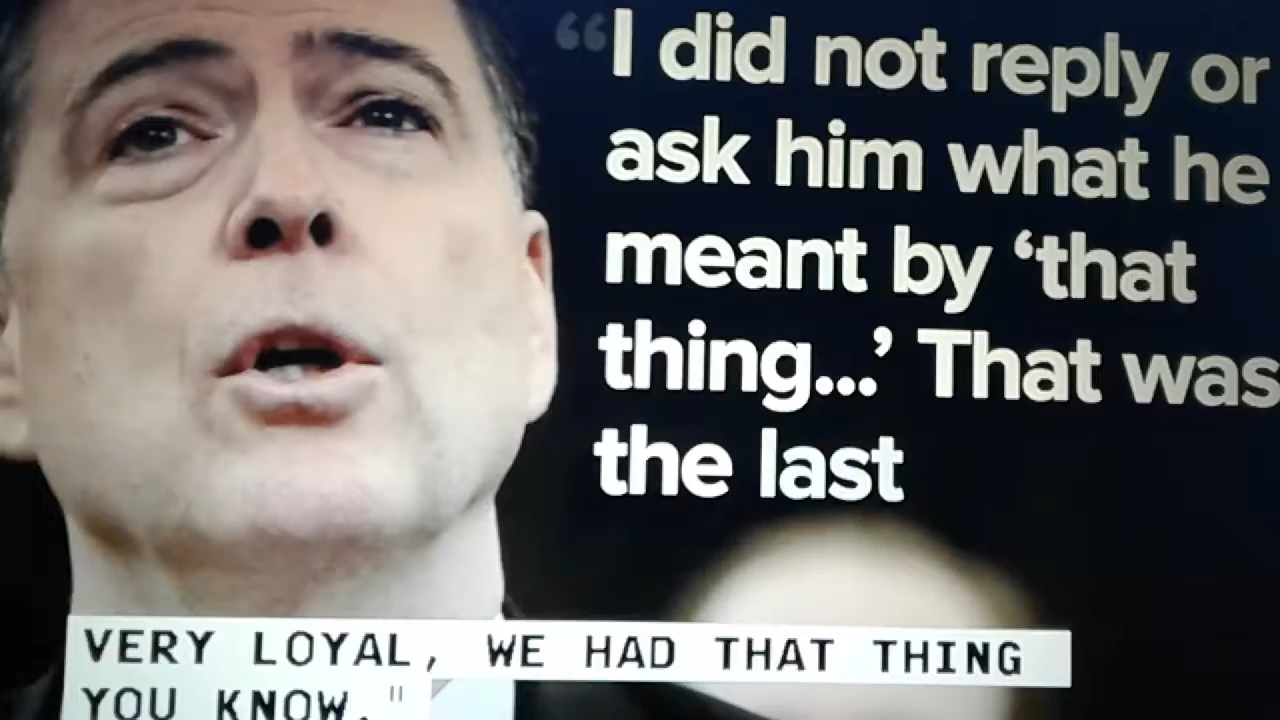 “I did not reply or
ask him what he
meant by ‘that
thing...’ That was
the last
VERY LOYAL, WE HAD THAT THING
YOU KNOW."